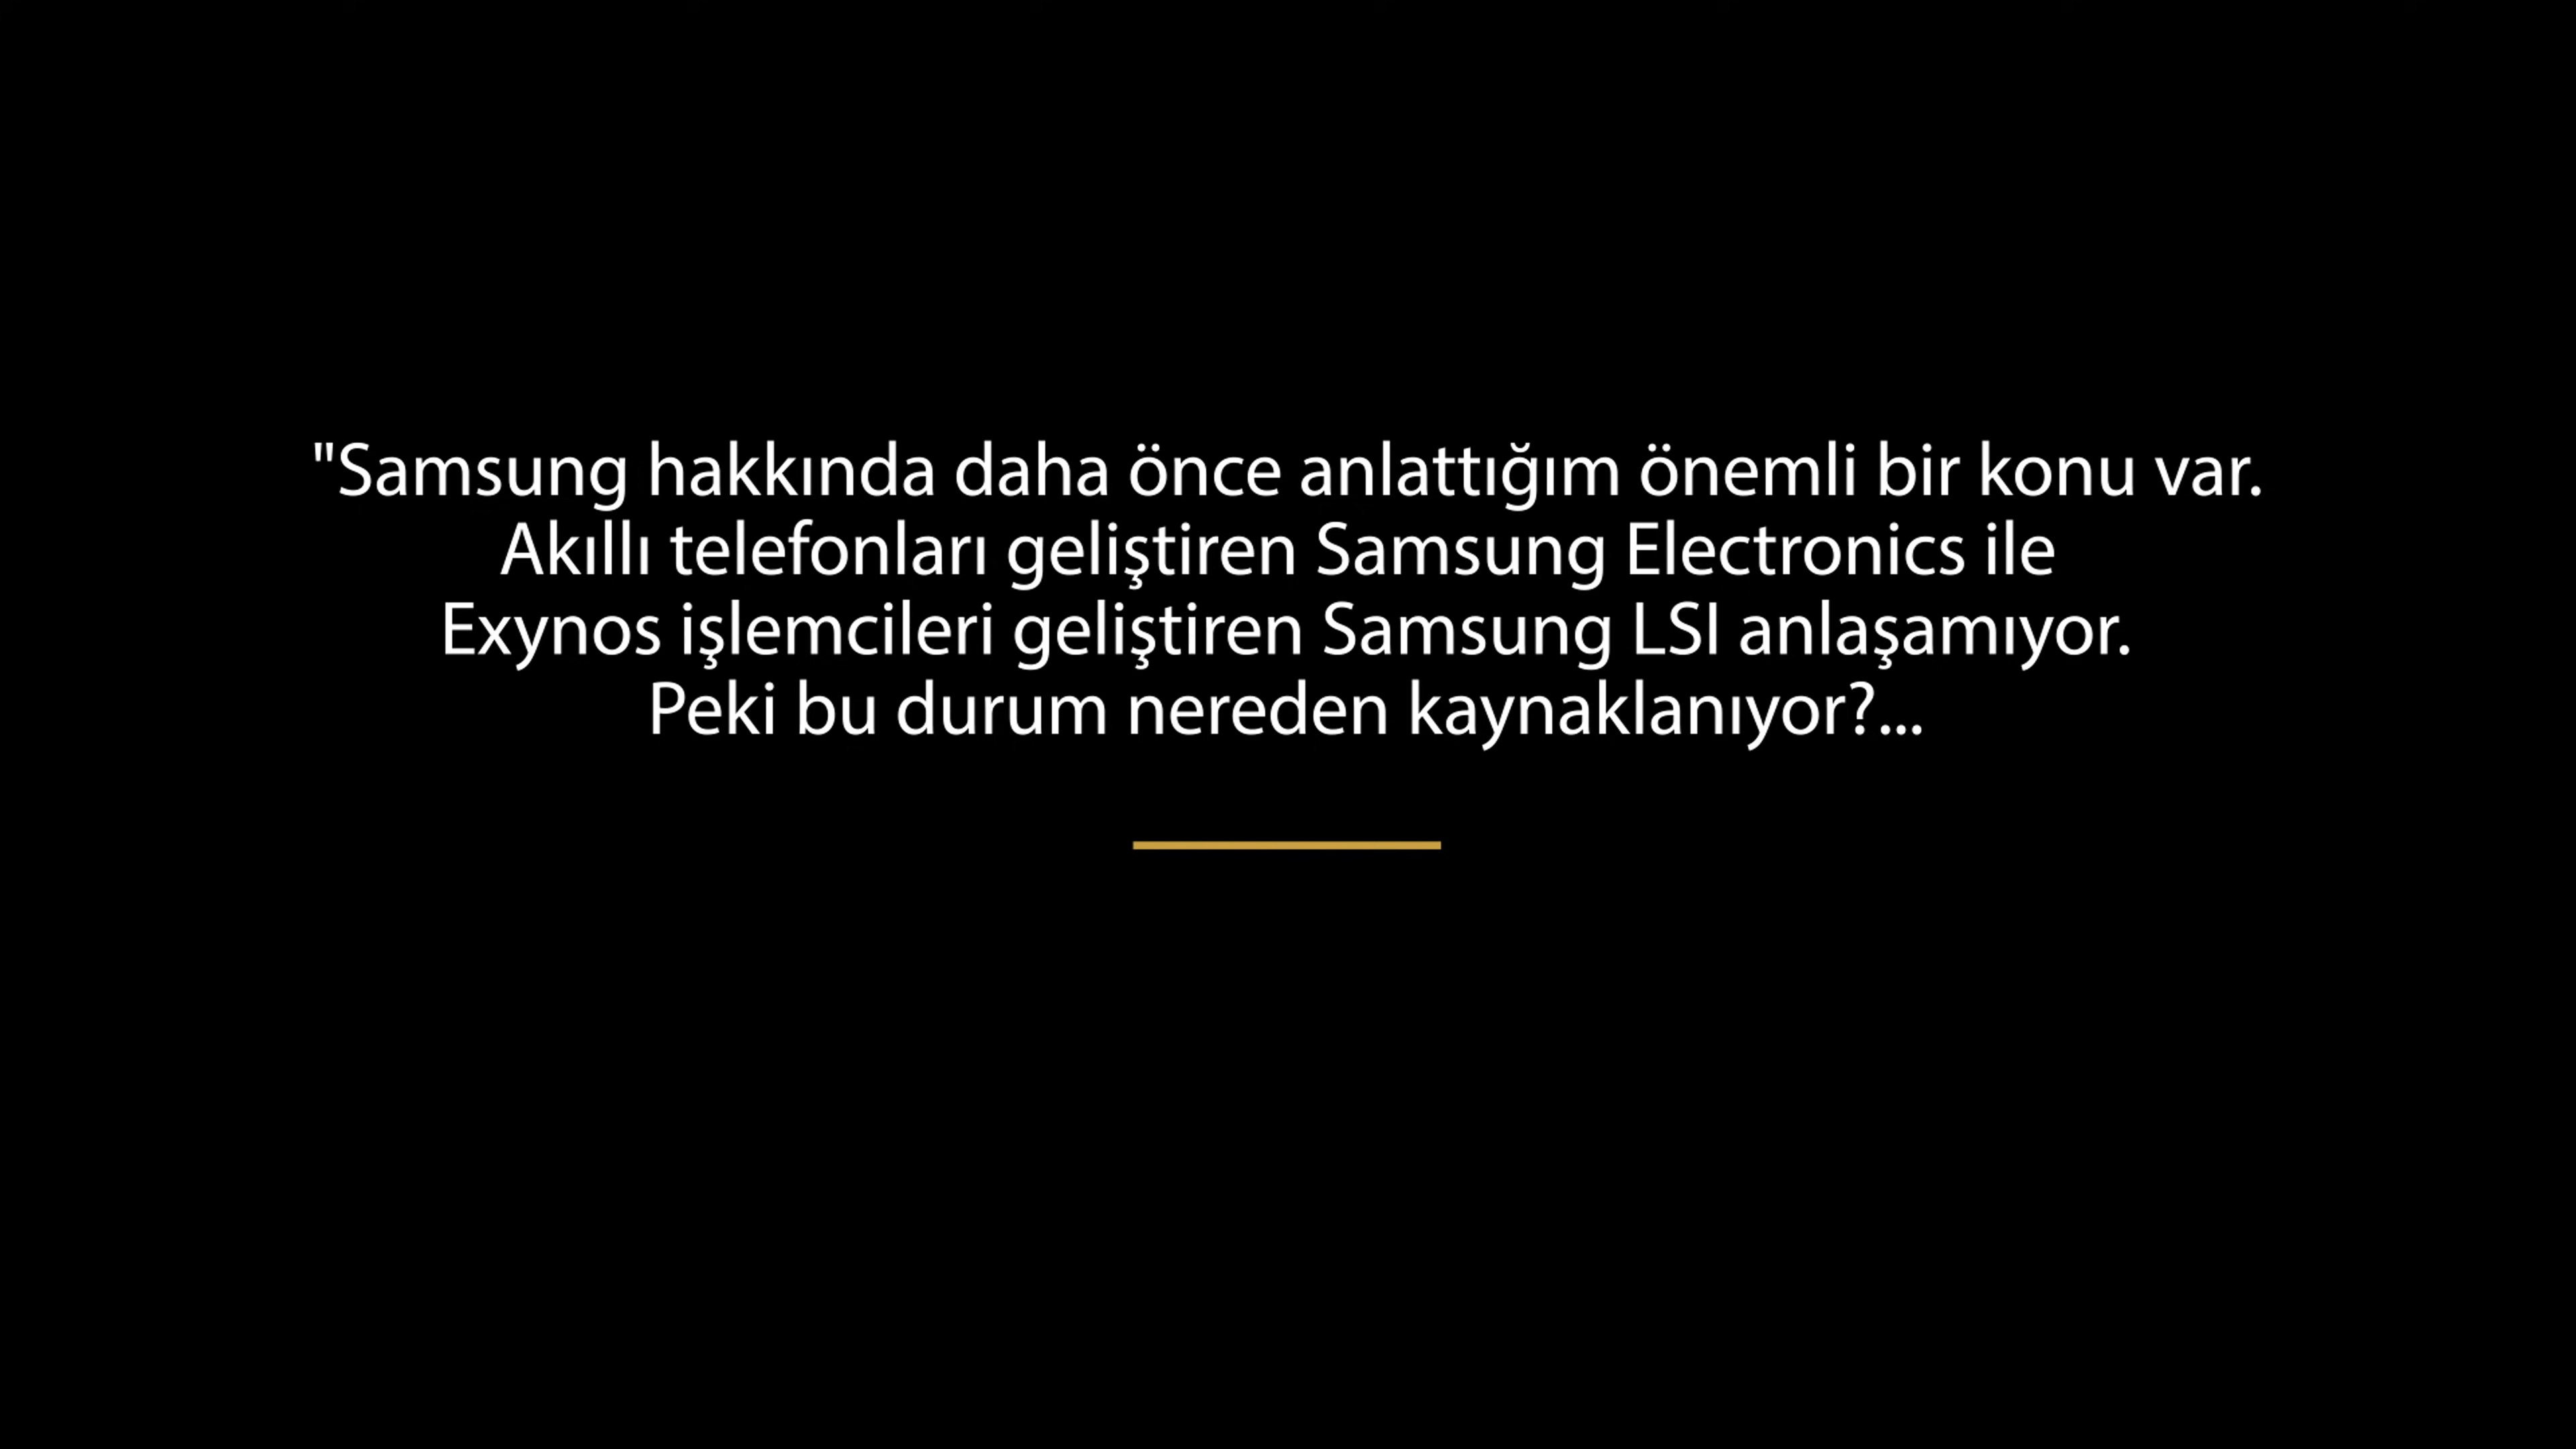 "Samsung hakkında daha önce anlattığım önemli bir konu var.
Akıllı telefonları geliştiren Samsung Electronics ile
Exynos işlemcileri geliştiren Samsung LSI anlaşamıyor.
Peki bu durum nereden kaynaklanıyor?...